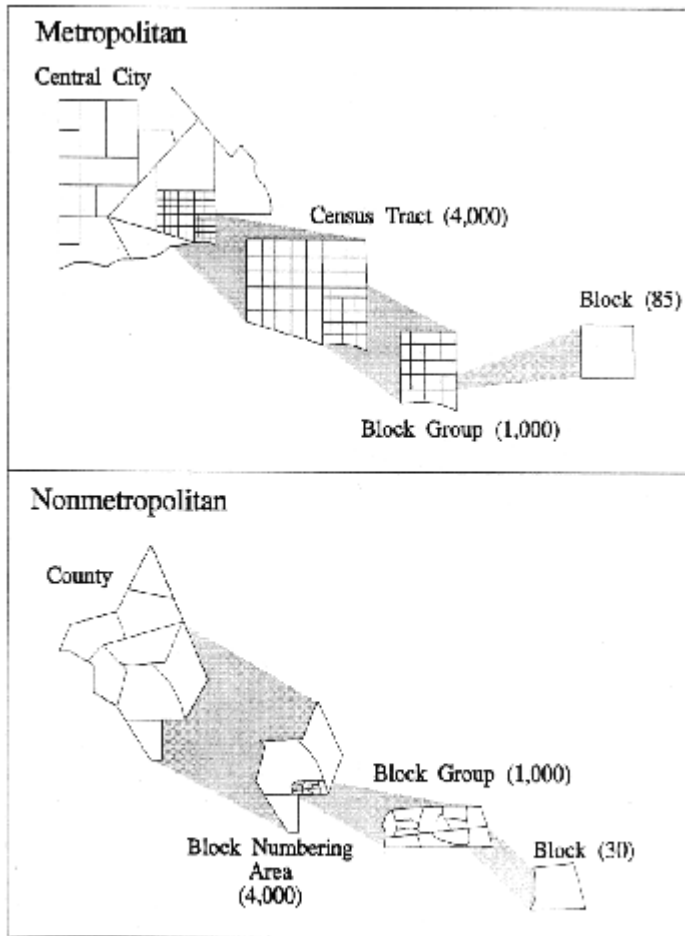 Metropolitan
Central City
Census Tract (4,000)
Block (85)
Block Group (1,000)
Nonmetropolitan
County
Block Group (1,000)
Block Numbering
Area
(4,000)
Block (30)